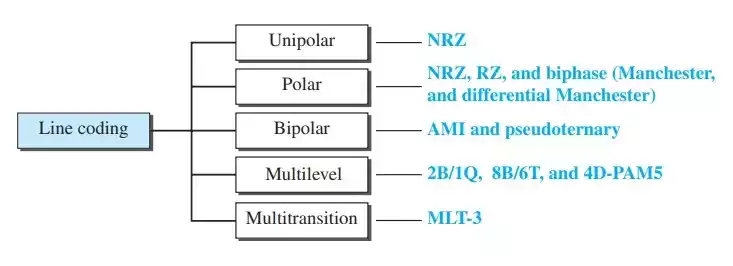 Unipolar
NRZ
Polar
NRZ, RZ, and biphase (Manchester,
and differential Manchester)
Line coding
Bipolar
AMI and pseudoternary
Multilevel
2B/1Q, 8B/6T, and 4D-PAM5
Multitransition
MLT-3